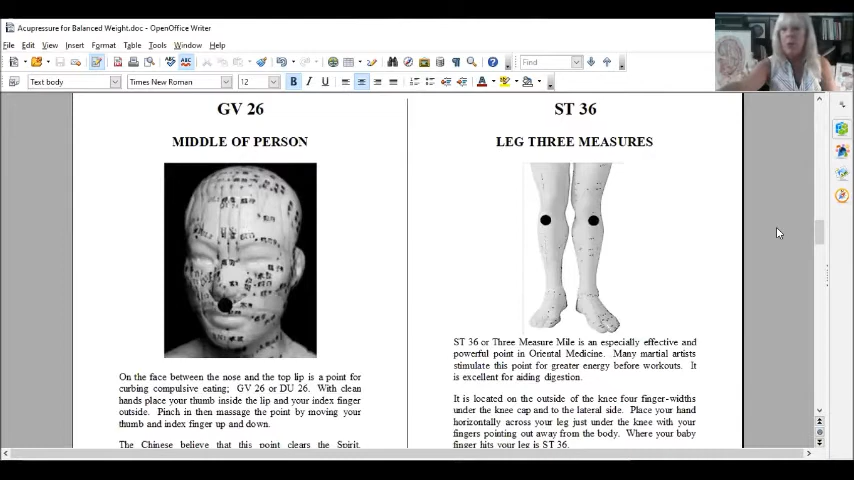 Acupressure for Balanced Weight.doc - OpenOffice Writer
File Edit View Insert Format Table Tools Window Help
Find
Text body Times New Roman 12 B I U A
GV 26
MIDDLE OF PERSON
On the face between the nose and the top lip is a point for
curbing compulsive eating; GV 26 or DU 26. With clean
hands place your thumb inside the lip and your index finger
outside. Pinch in then massage the point by moving your
thumb and index finger up and down.
The Chinese believe that this point clears the Spirit.
ST 36
LEG THREE MEASURES
ST 36 or Three Measure Mile is an especially effective and
powerful point in Oriental Medicine. Many martial artists
stimulate this point for greater energy before workouts. It
is excellent for aiding digestion.
It is located on the outside of the knee four finger-widths
under the knee cap and to the lateral side. Place your hand
horizontally across your leg just under the knee with your
fingers pointing out away from the body. Where your baby
finger hits your leg is ST 36.